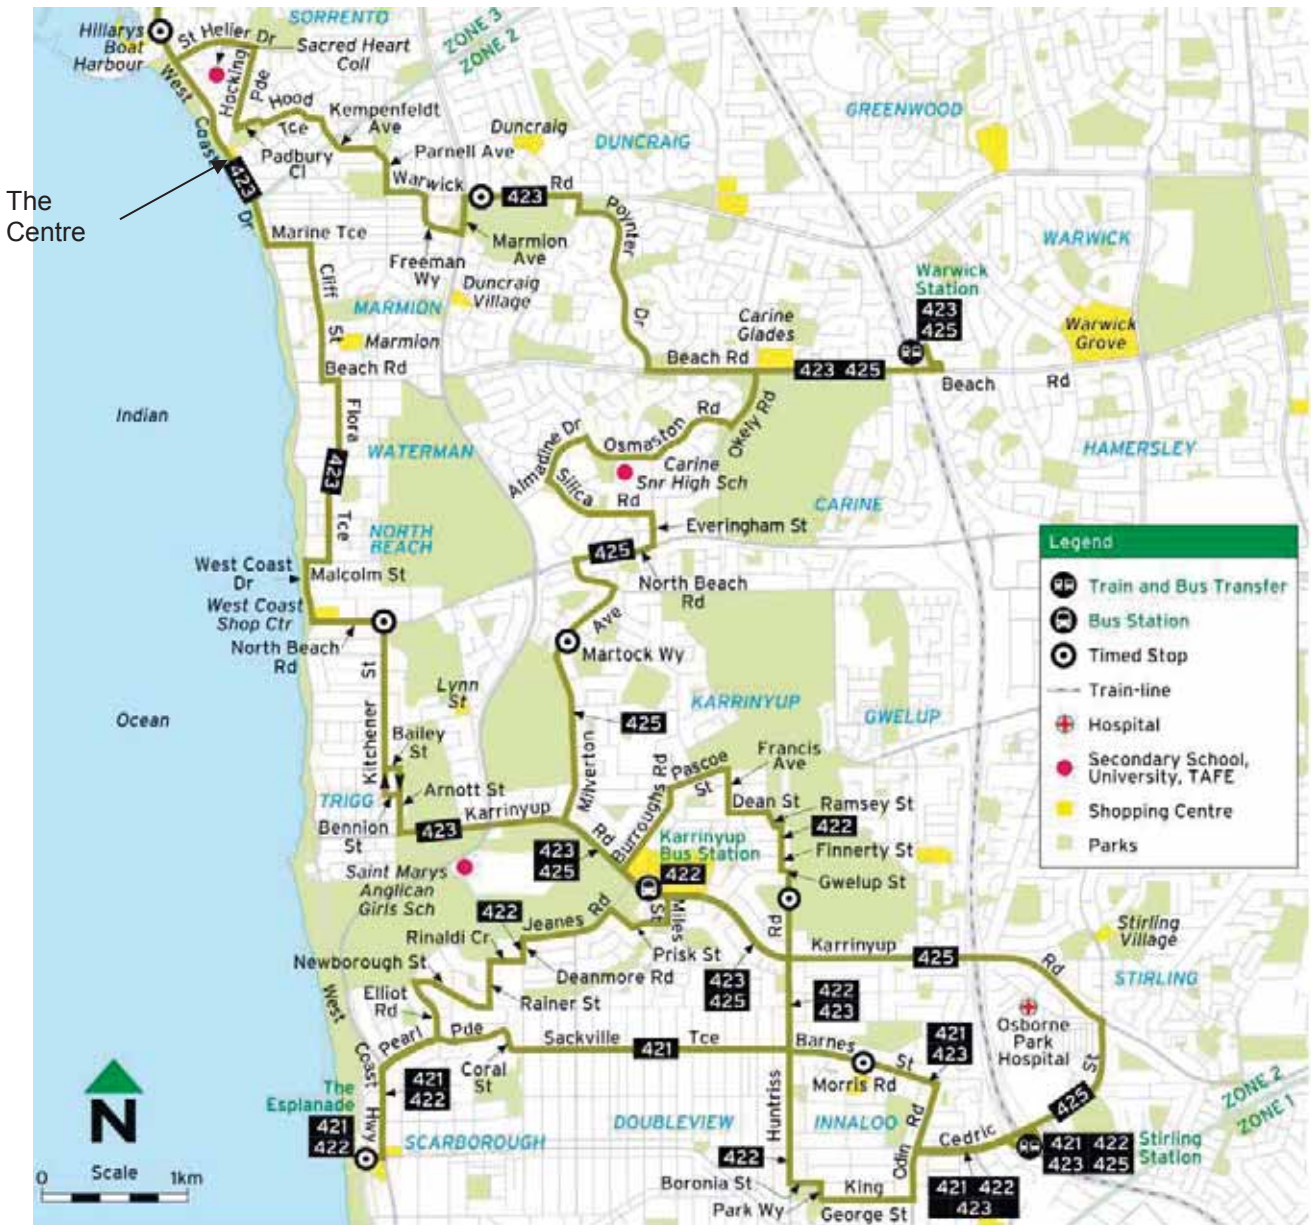 SORRENTO
ZONE 3
ZONE 2
Hillarys
Boat
Harbour
St Helier Dr
Sacred Heart
Coll
Hacking
Pde
West
Coast
Dr
Hood
Tce
Kempenfeldt
Ave
Padbury
Cl
Parnell Ave
Duncraig
DUNCRAIG
GREENWOOD
The
Centre
423
Warwick
423
Rd
Poynter
Dr
Marmion
Ave
Freeman
Wy
Duncraig
Village
Marine Tce
Cliff
St
MARMION
Marmion
WARWICK
Warwick
Station
423
425
Warwick
Grove
Carine
Glades
Beach Rd
Beach Rd
423 425
Beach
Rd
Indian
Flora
423
Tce
WATERMAN
Almadine Dr
Osmaston
Rd
Okely Rd
Carine
Snr High Sch
Silica
Rd
HAMERSLEY
CARINE
Everingham St
NORTH
BEACH
425
North Beach
Rd
West Coast
Dr
Malcolm St
West Coast
Shop Ctr
North Beach
Rd
Ave
Martock Wy
Legend
Train and Bus Transfer
Bus Station
Timed Stop
Train-line
Hospital
Secondary School,
University, TAFE
Shopping Centre
Parks
Ocean
St
Kitchener
Lynn
St
Bailey
St
KARRINYUP
GWELUP
425
Milverton
Francis
Ave
Pascoe
St
Burroughs Rd
Dean St
Ramsey St
422
Finnerty St
Gwelup St
TRIGG
Arnott St
Bennion
St
423
Karrinyup
Rd
423
425
Karrinyup
Bus Station
422
Saint Marys
Anglican
Girls Sch
422
Jeanes
Rd
Miles
St
Prisk St
Rinaldi Cr
Deanmore Rd
Newborough St
Rainer St
423
425
Rd
Karrinyup
425
Rd
Stirling
Village
STIRLING
Elliot
Rd
West
Coast
Hwy
Pearl
Pde
Coral
St
Sackville
421
Tce
422
423
Barnes
St
Morris Rd
421
423
Osborne
Park
Hospital
St
425
ZONE 2
ZONE 1
N
Scale
0
1km
The
Esplanade
421
422
421
422
SCARBOROUGH
DOUBLEVIEW
Huntriss
INNALOO
Odin
Rd
Cedric
421 422
423 425
Stirling
Station
422
Boronia St
Park Wy
King
George St
421 422
423